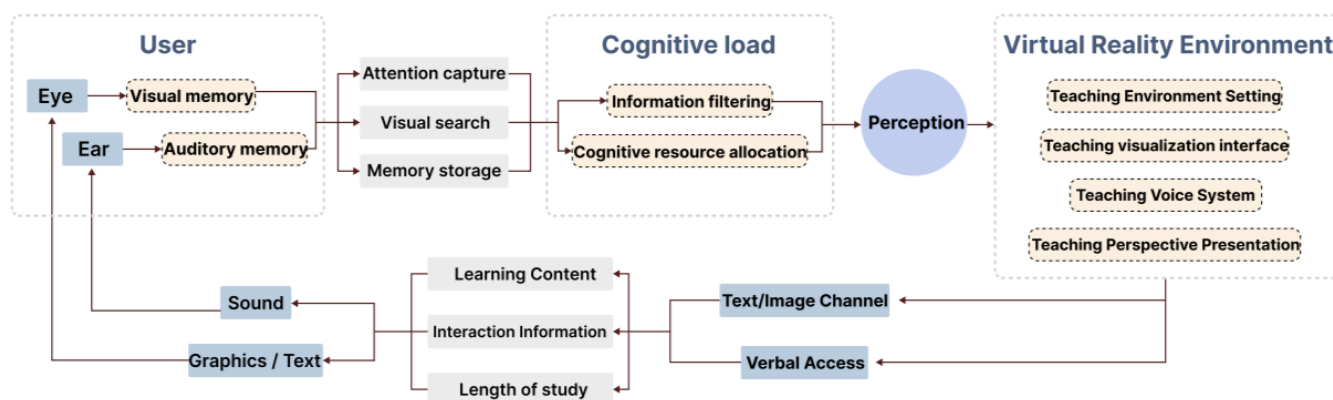 User
Eye
Visual memory
Ear
Auditory memory
Attention capture
Visual search
Memory storage
Cognitive load
Information filtering
Cognitive resource allocation
Perception
Virtual Reality Environment
Teaching Environment Setting
Teaching visualization interface
Teaching Voice System
Teaching Perspective Presentation
Text/Image Channel
Verbal Access
Learning Content
Interaction Information
Length of study
Sound
Graphics / Text